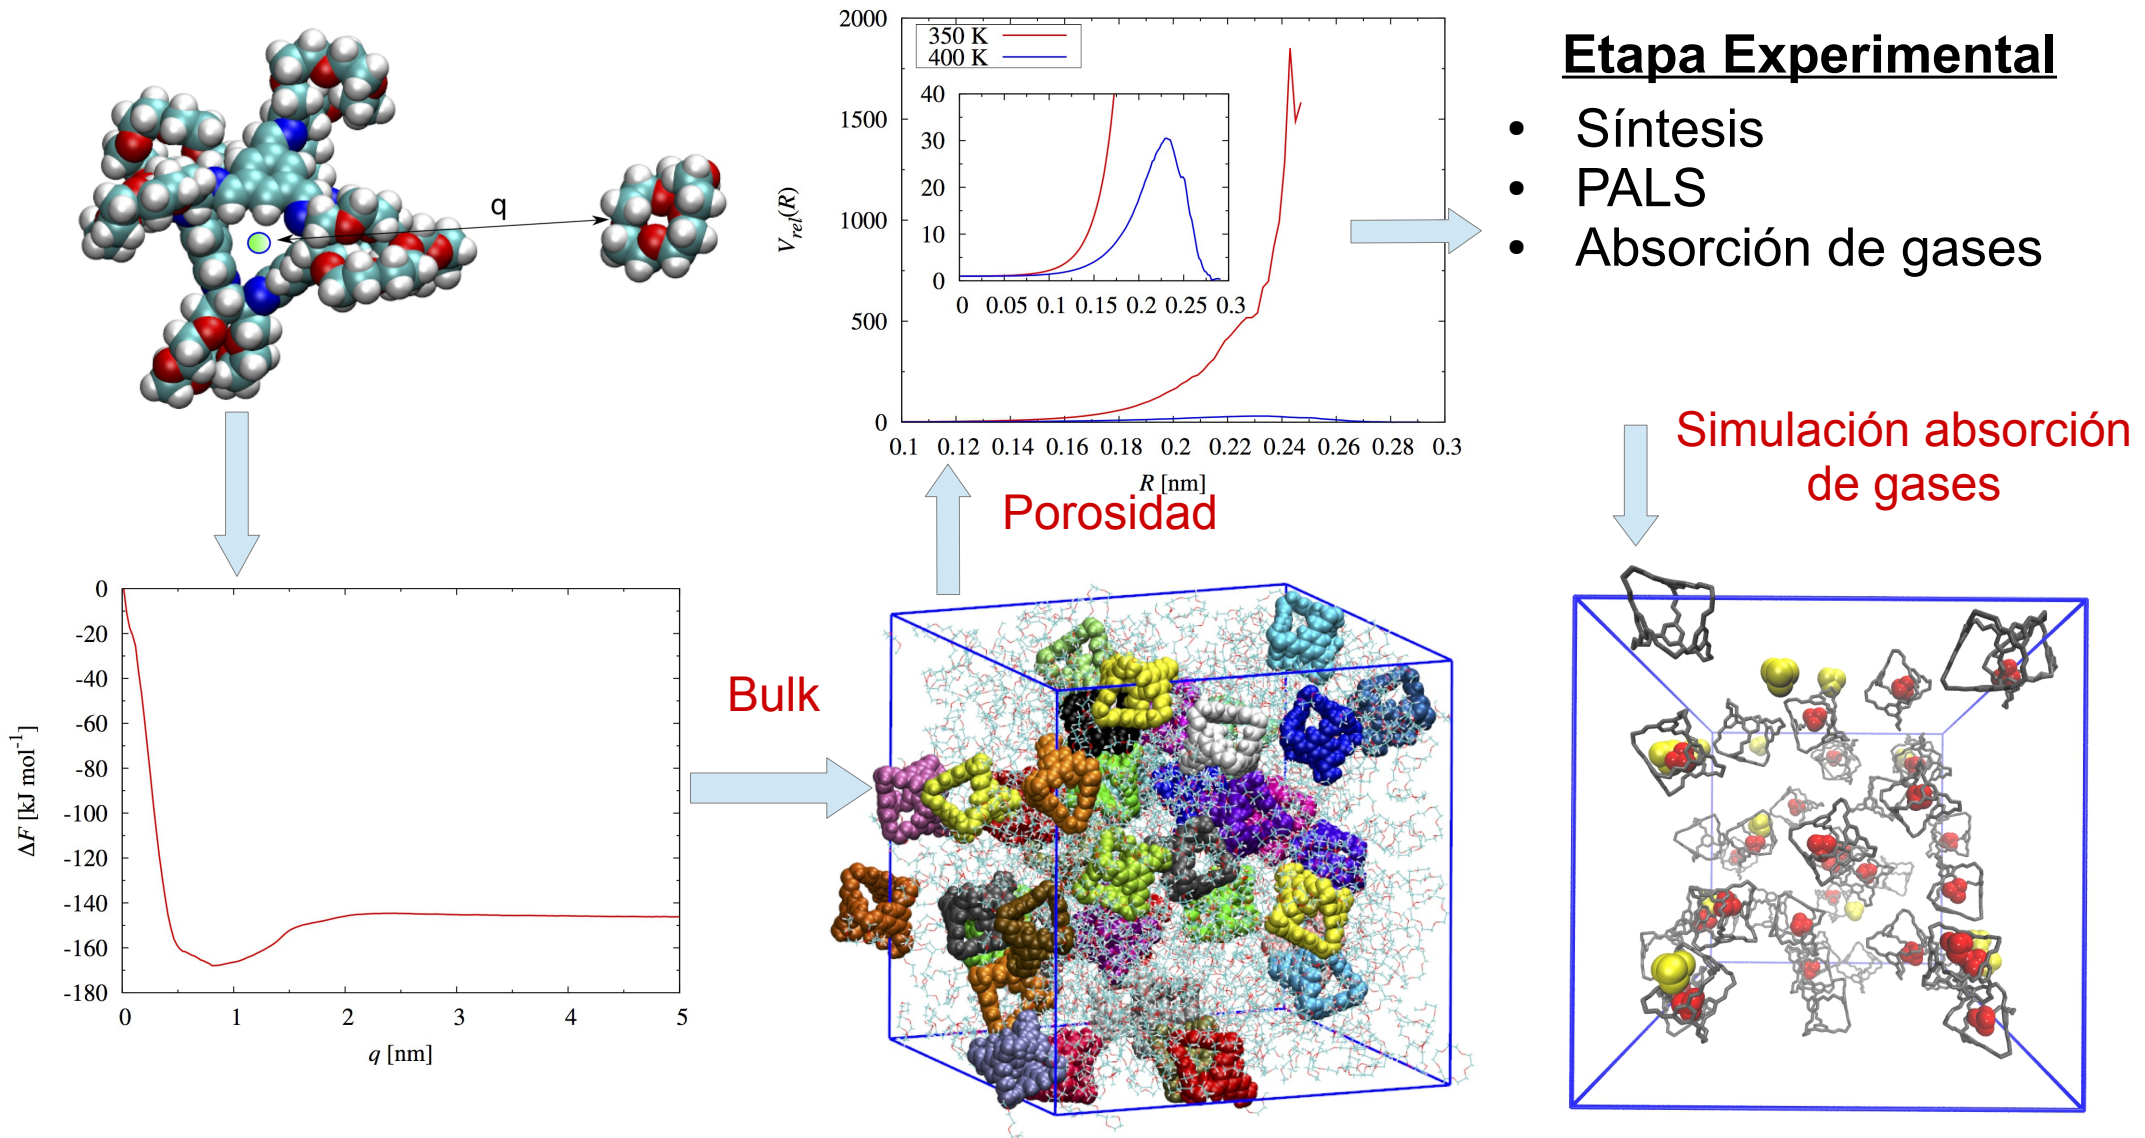 q
2000
1500
1000
500
0
350 K
400 K
40
30
20
10
0
0 0.05 0.1 0.15 0.2 0.25 0.3
0.1 0.12 0.14 0.16 0.18 0.2 0.22 0.24 0.26 0.28 0.3
V_rel(R)
R [nm]
Etapa Experimental
• Síntesis
• PALS
• Absorción de gases
Simulación absorción
de gases
Porosidad
Bulk
0
-20
-40
-60
-80
-100
-120
-140
-160
-180
0 1 2 3 4 5
ΔF [kJ mol⁻¹]
q [nm]